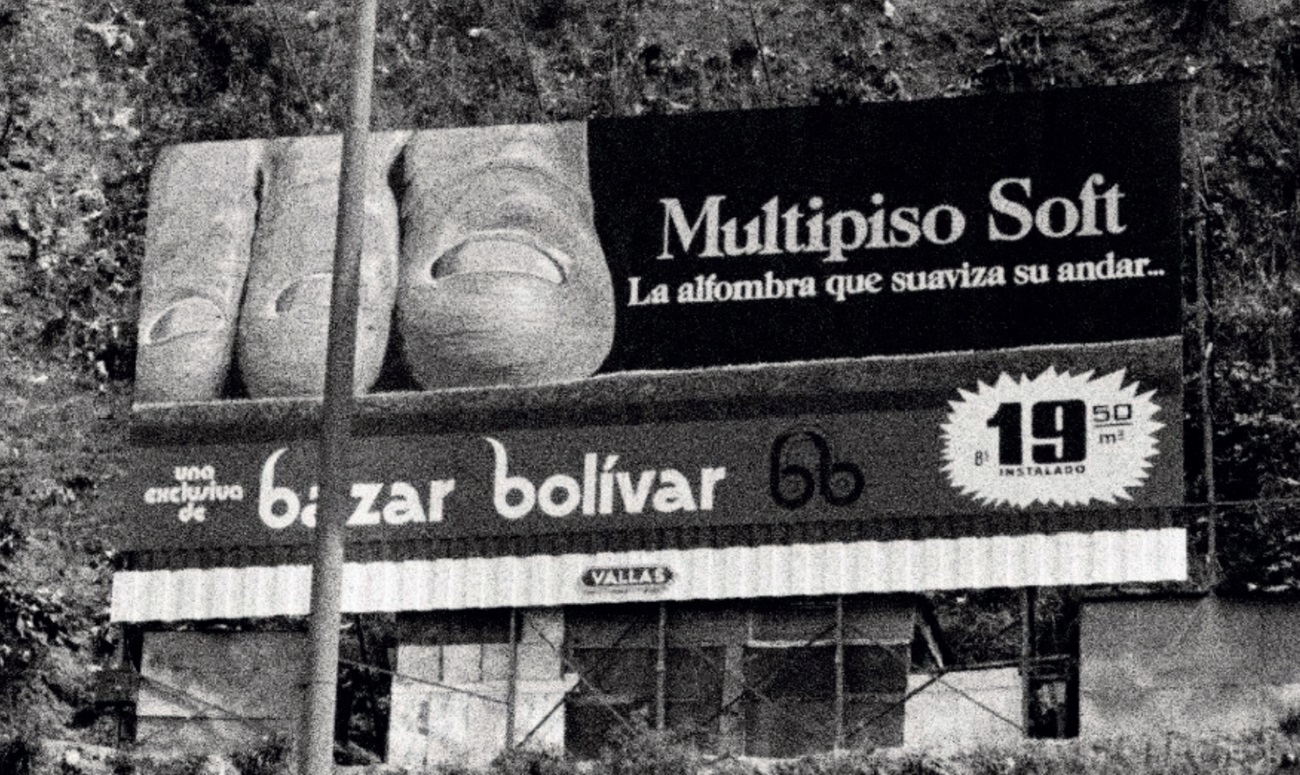 Multipiso Soft
La alfombra que suaviza su andar...
una
exclusiva
de
bazar bolívar
bb
Bs 19 50
m²
INSTALADO
VALLAS